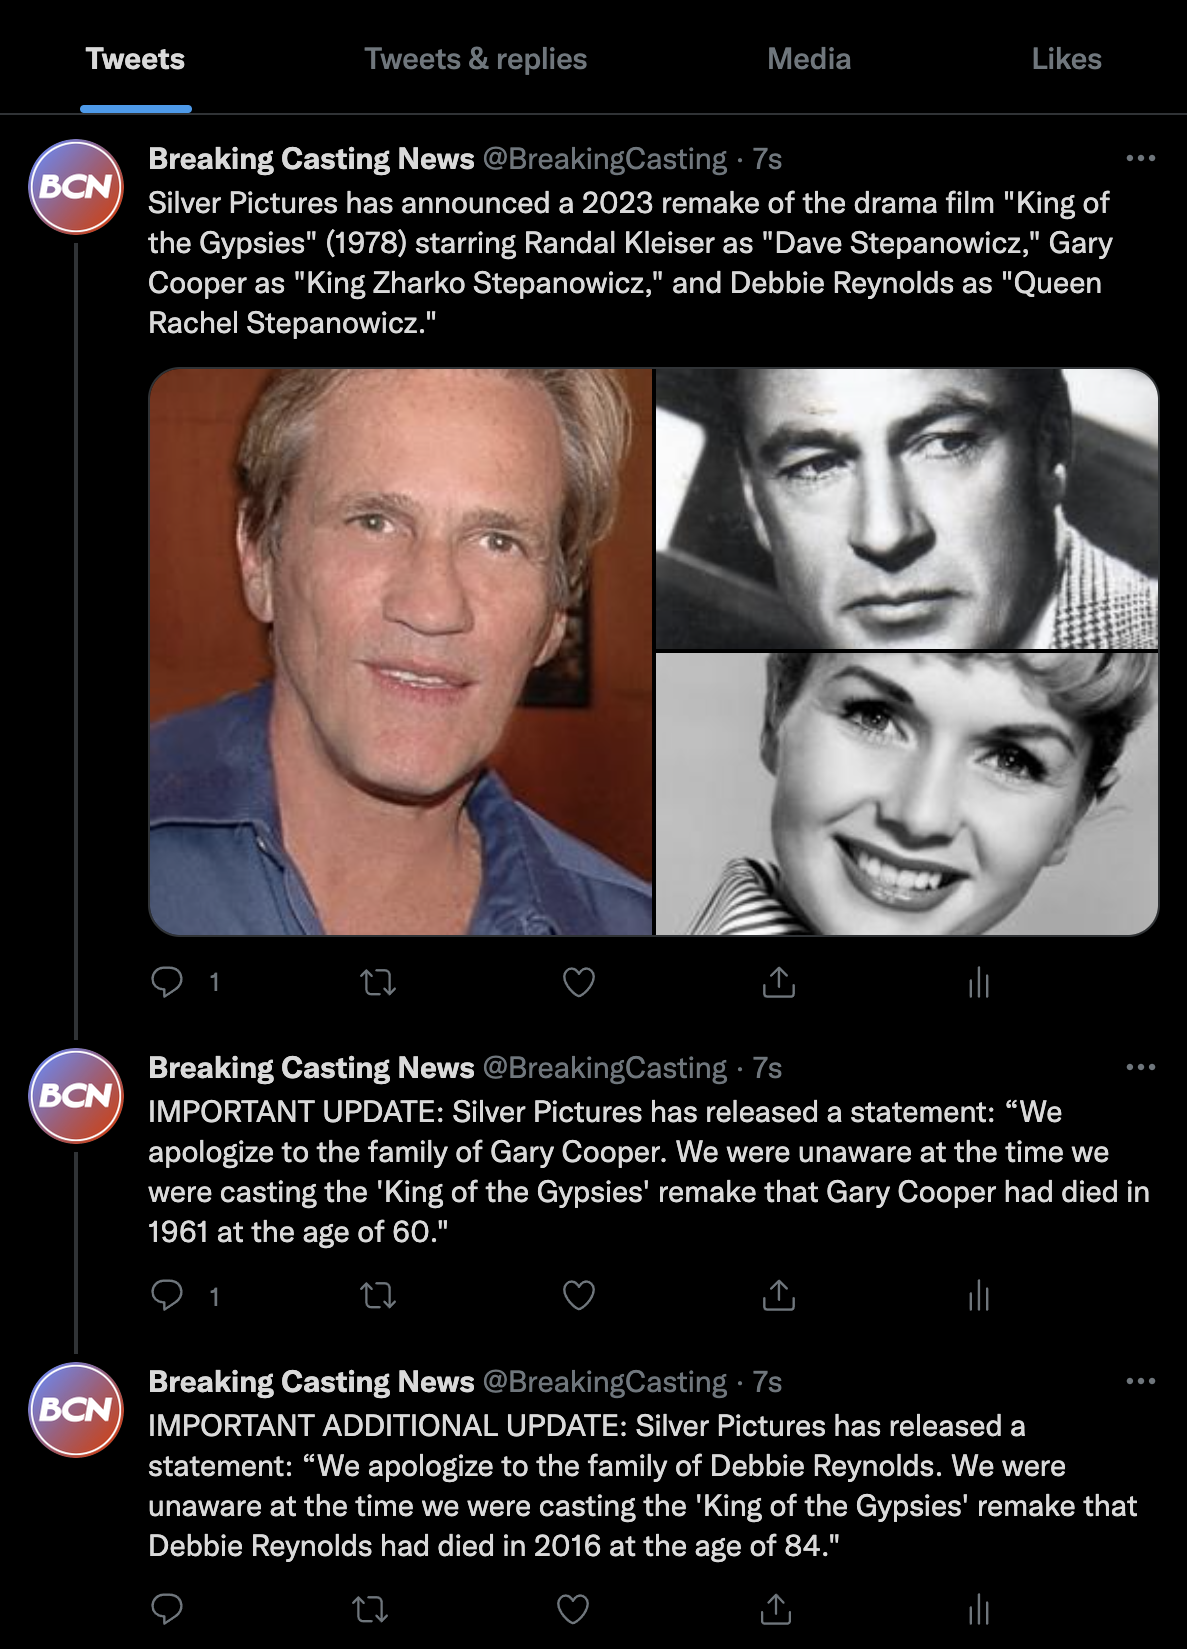 Tweets
Tweets & replies
Media
Likes
BCN
Breaking Casting News @BreakingCasting · 7s
Silver Pictures has announced a 2023 remake of the drama film "King of
the Gypsies" (1978) starring Randal Kleiser as "Dave Stepanowicz," Gary
Cooper as "King Zharko Stepanowicz," and Debbie Reynolds as "Queen
Rachel Stepanowicz."
1
BCN
Breaking Casting News @BreakingCasting · 7s
IMPORTANT UPDATE: Silver Pictures has released a statement: “We
apologize to the family of Gary Cooper. We were unaware at the time we
were casting the 'King of the Gypsies' remake that Gary Cooper had died in
1961 at the age of 60."
1
BCN
Breaking Casting News @BreakingCasting · 7s
IMPORTANT ADDITIONAL UPDATE: Silver Pictures has released a
statement: “We apologize to the family of Debbie Reynolds. We were
unaware at the time we were casting the 'King of the Gypsies' remake that
Debbie Reynolds had died in 2016 at the age of 84."